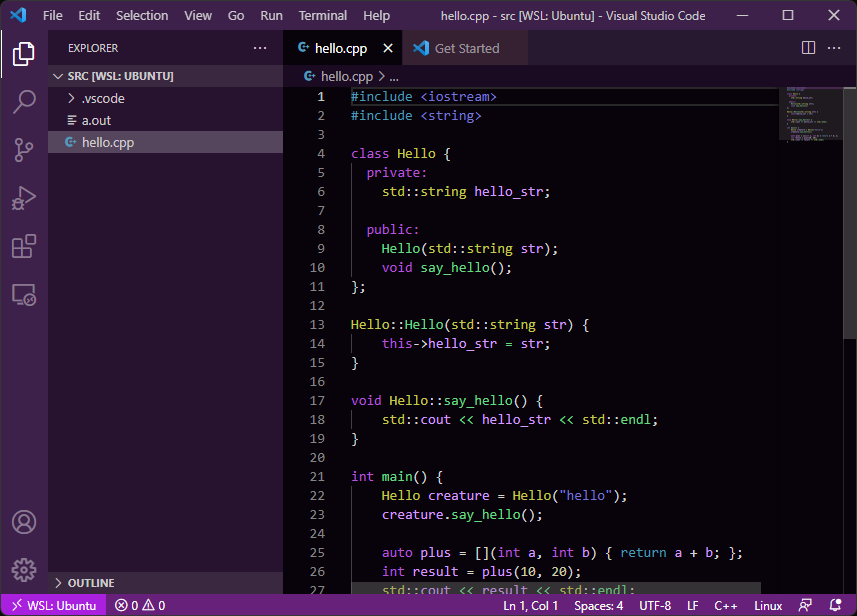 File Edit Selection View Go Run Terminal Help hello.cpp - src [WSL: Ubuntu] - Visual Studio Code
EXPLORER
SRC [WSL: UBUNTU]
.vscode
a.out
hello.cpp
OUTLINE
hello.cpp Get Started
hello.cpp > ...
1 #include <iostream>
2 #include <string>
3
4 class Hello {
5   private:
6     std::string hello_str;
7
8   public:
9     Hello(std::string str);
10     void say_hello();
11 };
12
13 Hello::Hello(std::string str) {
14     this->hello_str = str;
15 }
16
17 void Hello::say_hello() {
18     std::cout << hello_str << std::endl;
19 }
20
21 int main() {
22     Hello creature = Hello("hello");
23     creature.say_hello();
24
25     auto plus = [](int a, int b) { return a + b; };
26     int result = plus(10, 20);
27     std::cout << result << std::endl;
WSL: Ubuntu 0 0 Ln 1, Col 1 Spaces: 4 UTF-8 LF C++ Linux